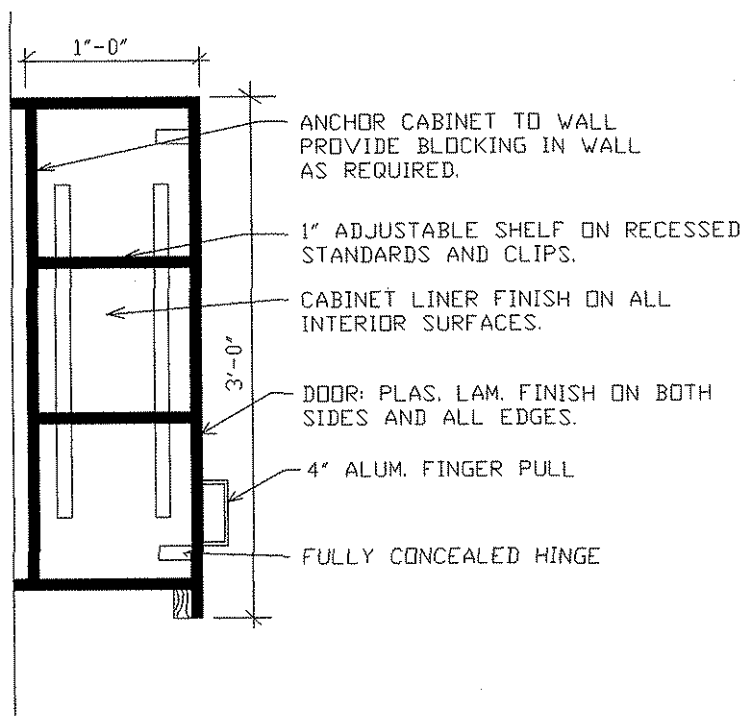 1"-0"
ANCHOR CABINET TO WALL
PROVIDE BLOCKING IN WALL
AS REQUIRED.
1" ADJUSTABLE SHELF ON RECESSED
STANDARDS AND CLIPS.
CABINET LINER FINISH ON ALL
INTERIOR SURFACES.
3'-0"
DOOR: PLAS. LAM. FINISH ON BOTH
SIDES AND ALL EDGES.
4" ALUM. FINGER PULL
FULLY CONCEALED HINGE